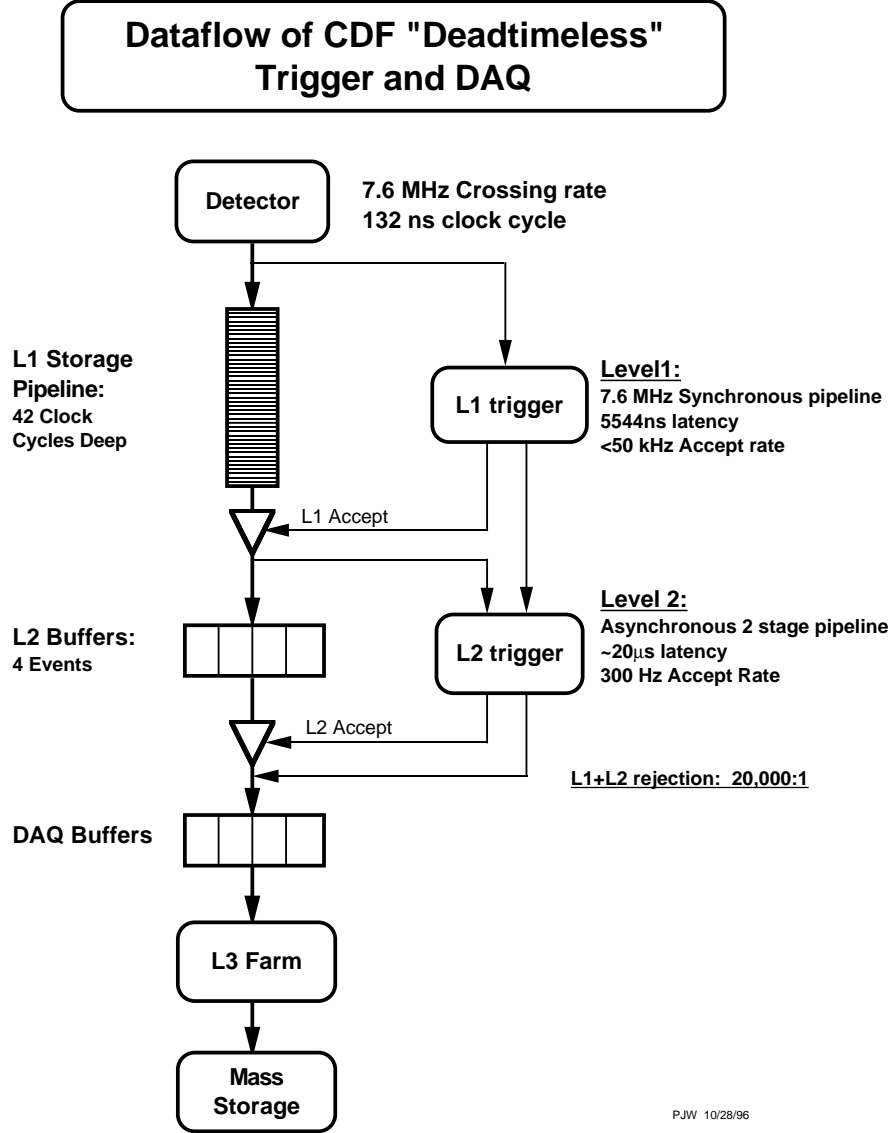 Dataflow of CDF "Deadtimeless"
Trigger and DAQ
Detector
7.6 MHz Crossing rate
132 ns clock cycle
L1 Storage
Pipeline:
42 Clock
Cycles Deep
L1 trigger
Level1:
7.6 MHz Synchronous pipeline
5544ns latency
<50 kHz Accept rate
L1 Accept
L2 Buffers:
4 Events
L2 trigger
Level 2:
Asynchronous 2 stage pipeline
~20μs latency
300 Hz Accept Rate
L2 Accept
L1+L2 rejection: 20,000:1
DAQ Buffers
L3 Farm
Mass
Storage
PJW 10/28/96